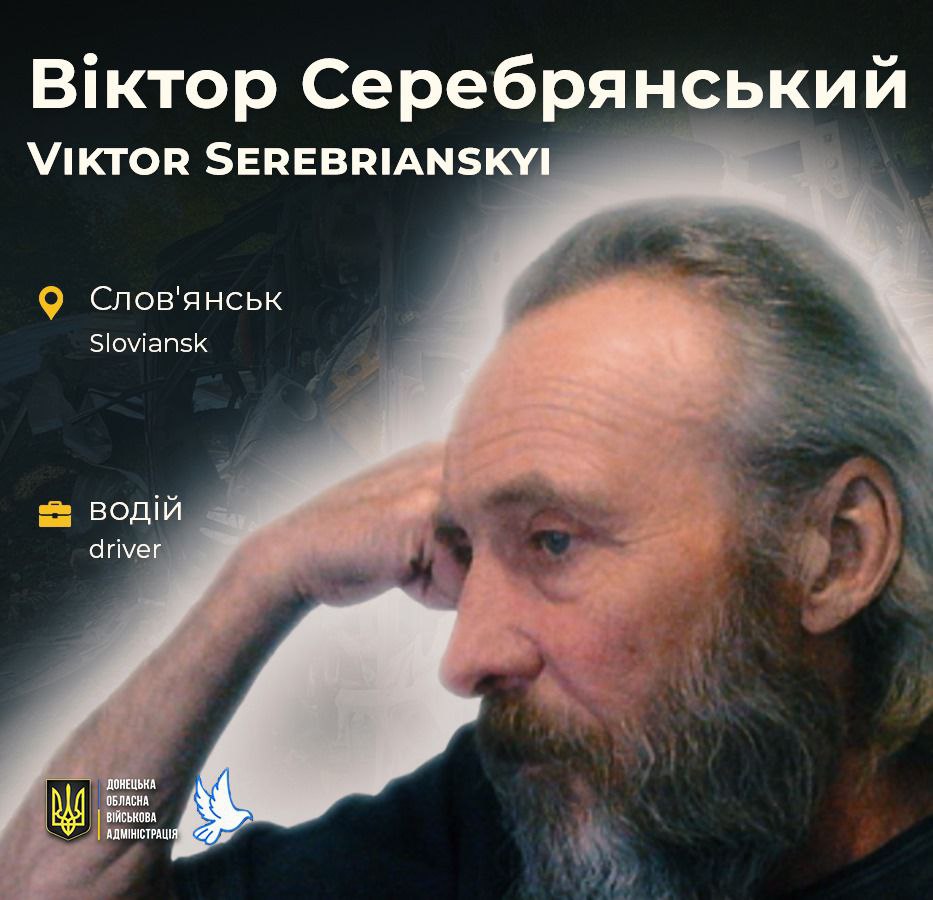 Віктор Серебрянський
VIKTOR SEREBRIANSKYI
Слов'янськ
Sloviansk
водій
driver
ДОНЕЦЬКА
ОБЛАСНА
ВІЙСЬКОВА
АДМІНІСТРАЦІЯ